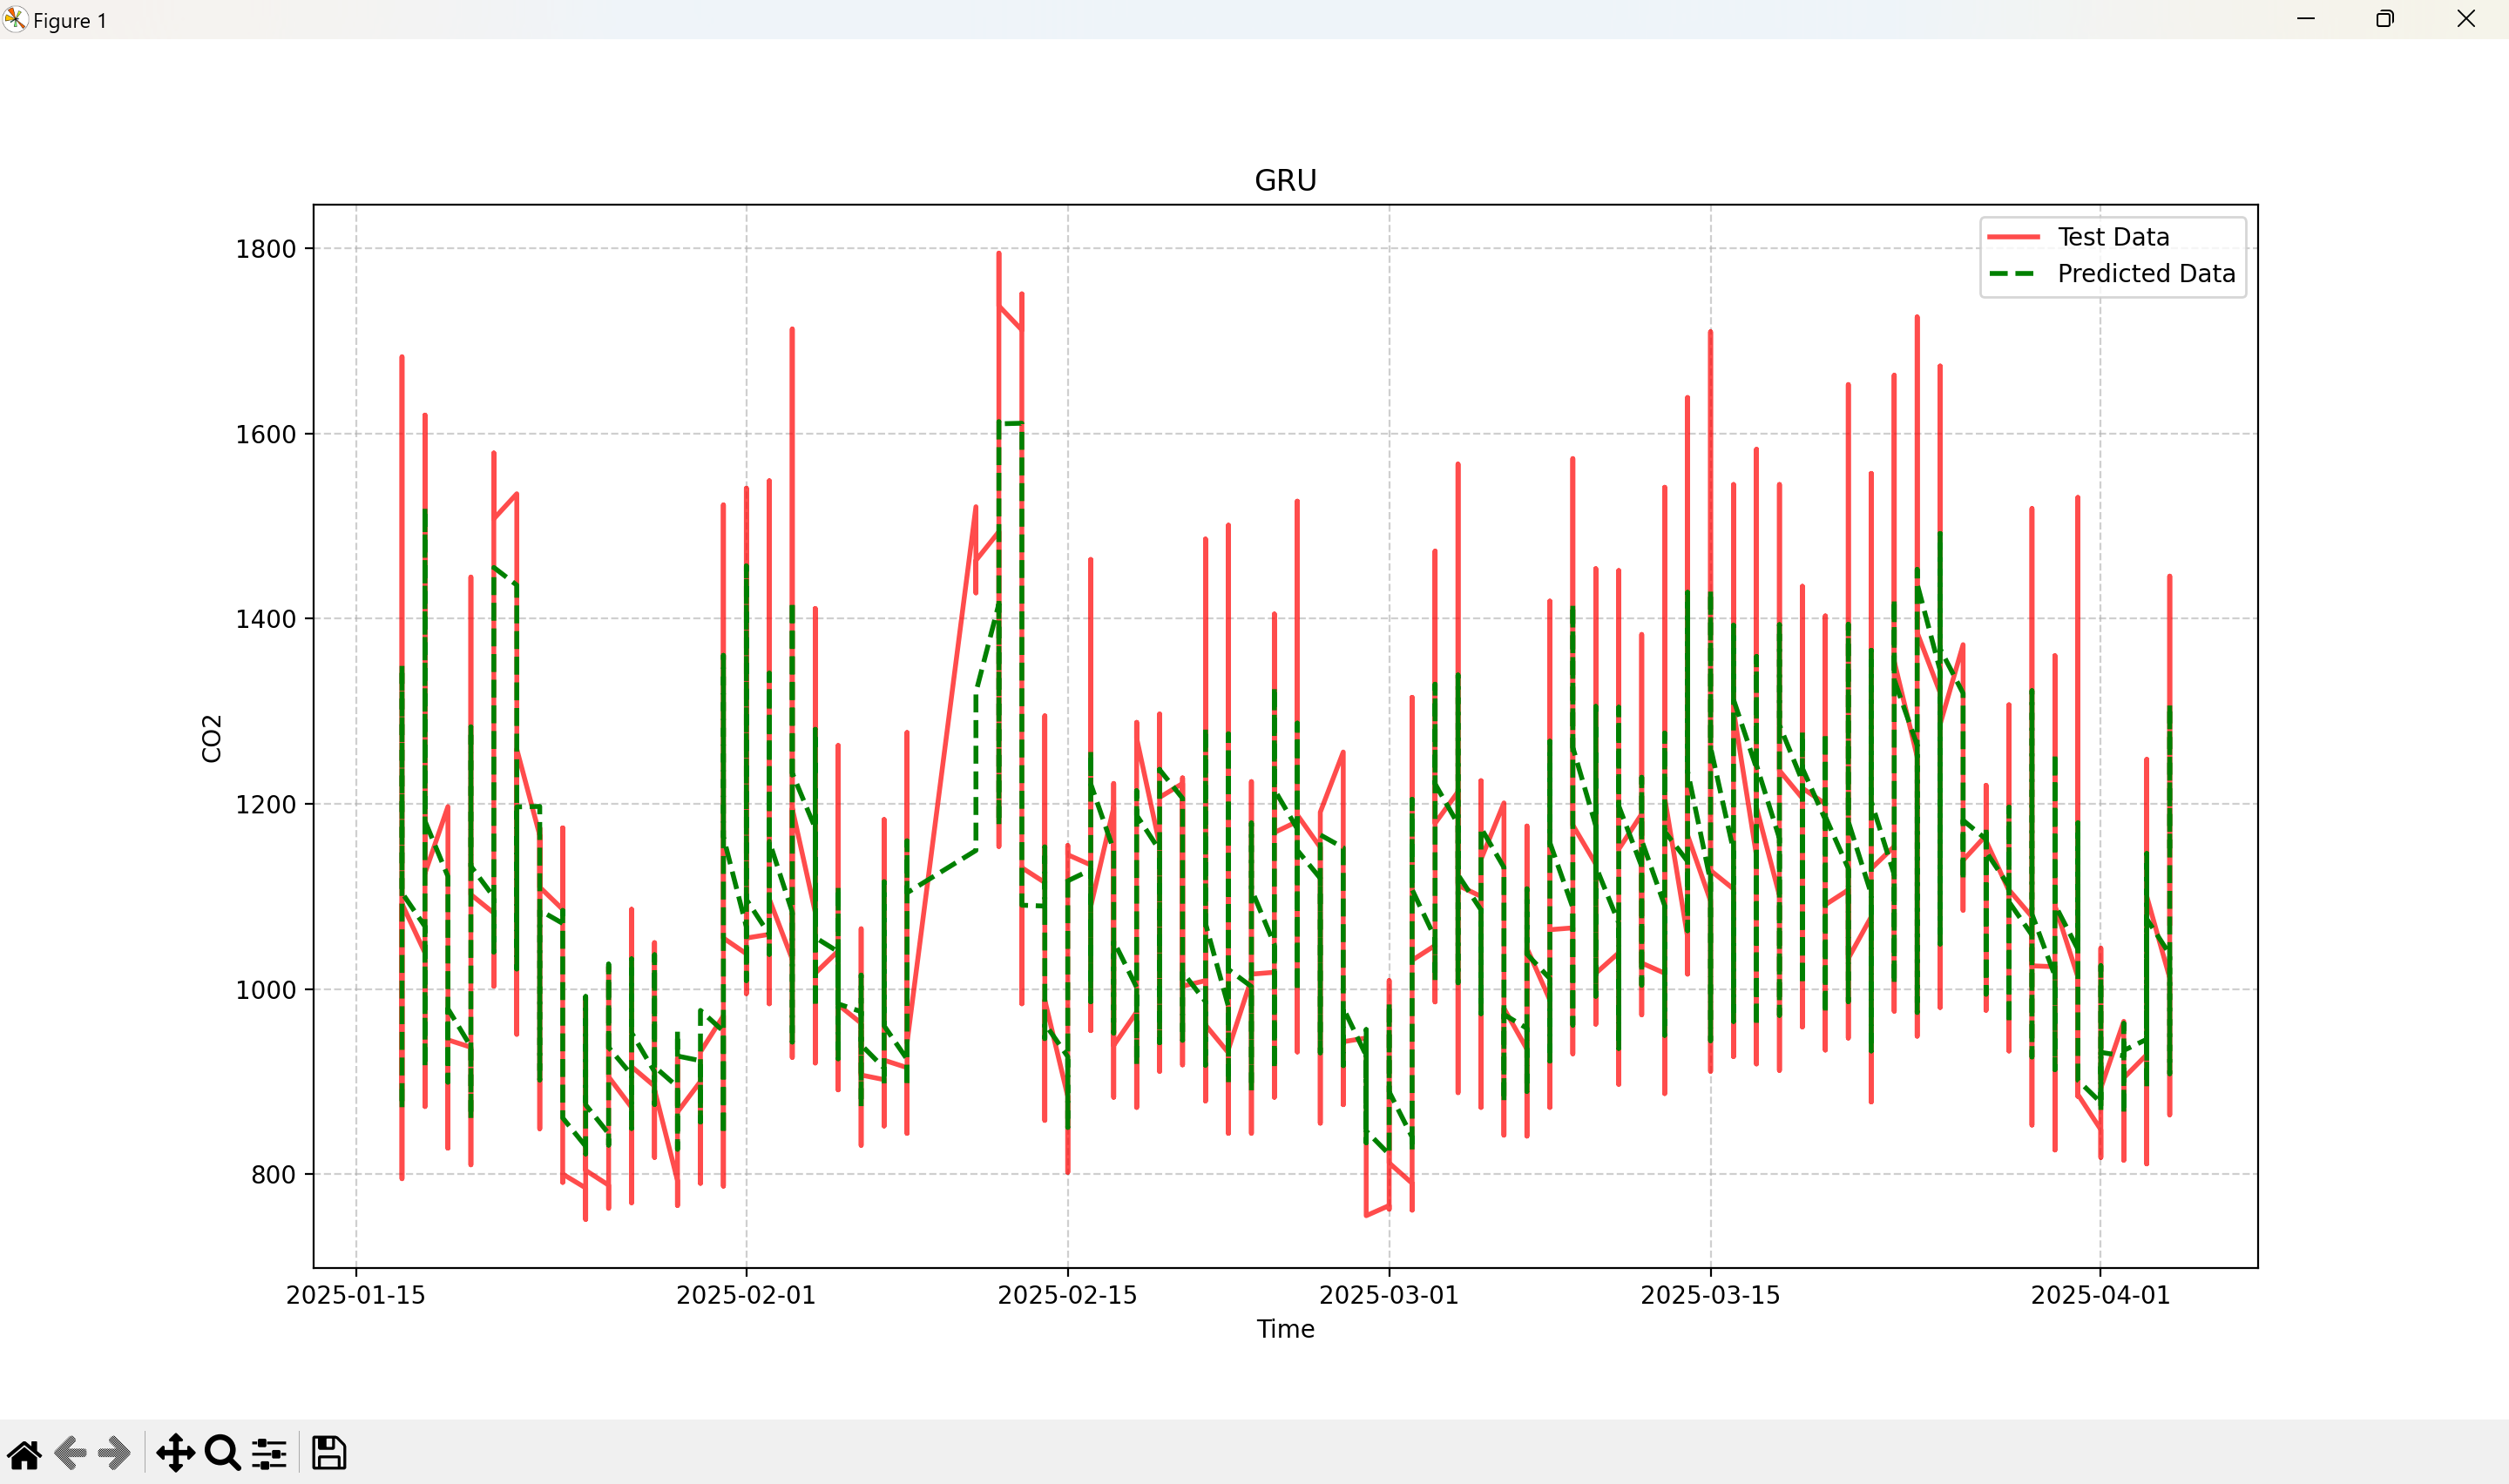 Figure 1
GRU
Test Data
Predicted Data
1800
1600
1400
1200
1000
800
CO2
2025-01-15
2025-02-01
2025-02-15
2025-03-01
2025-03-15
2025-04-01
Time